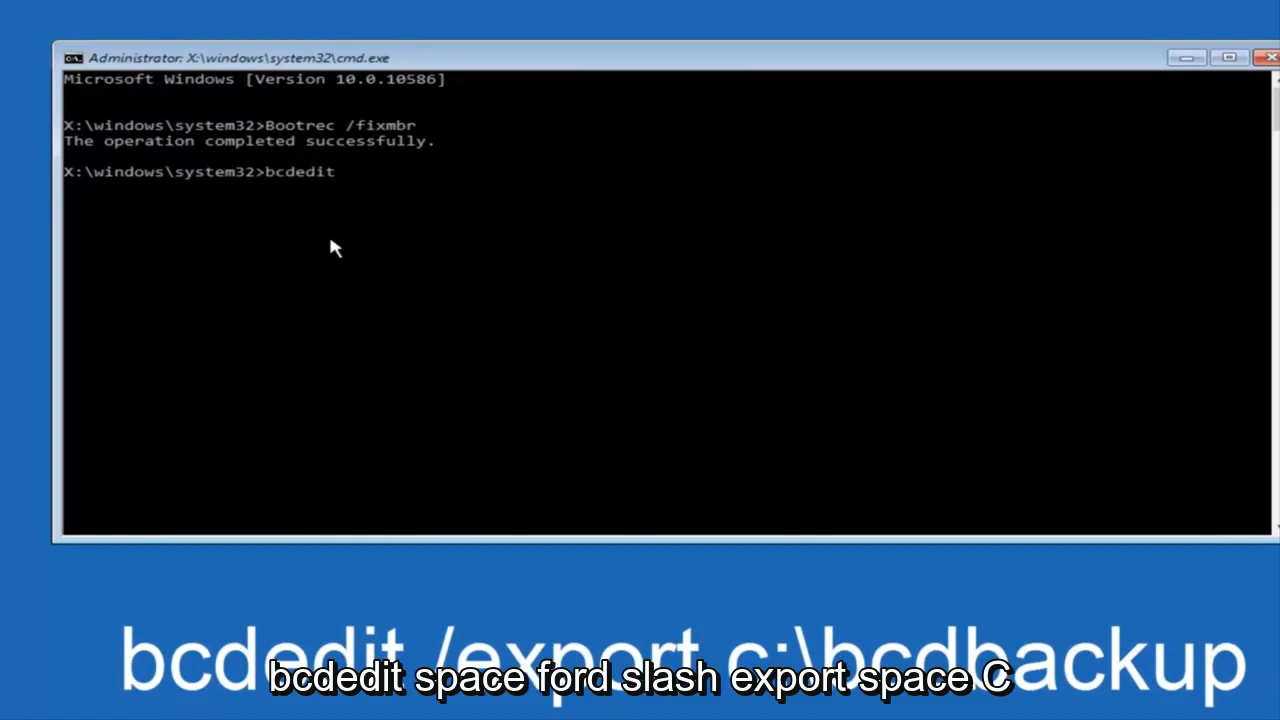 Administrator: X:\windows\system32\cmd.exe
Microsoft Windows [Version 10.0.10586]
X:\windows\system32>Bootrec /fixmbr
The operation completed successfully.
X:\windows\system32>bcdedit
bcdedit /export c:\bcdbackup
bcdedit space ford slash export space C